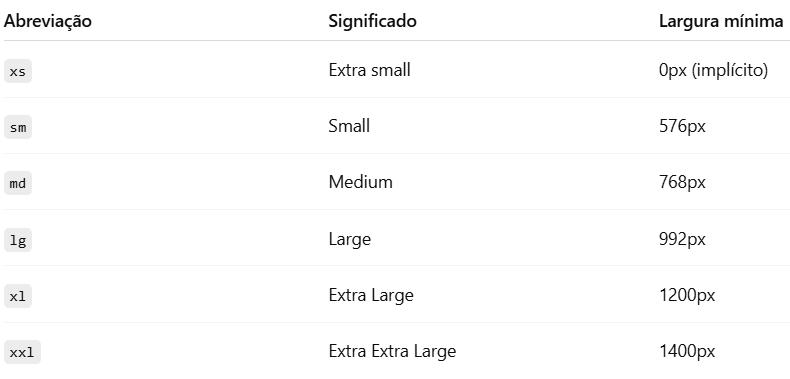 Abreviação Significado Largura mínima
xs Extra small 0px (implícito)
sm Small 576px
md Medium 768px
lg Large 992px
xl Extra Large 1200px
xxl Extra Extra Large 1400px